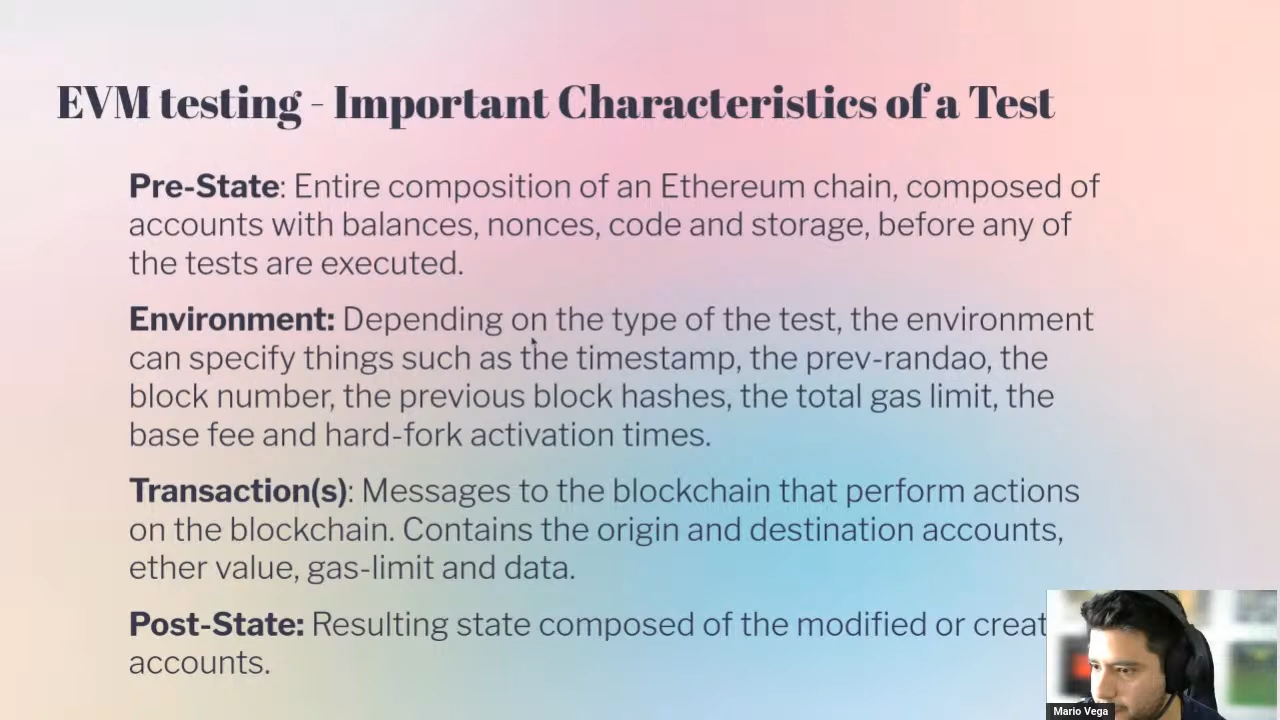 EVM testing - Important Characteristics of a Test
Pre-State: Entire composition of an Ethereum chain, composed of
accounts with balances, nonces, code and storage, before any of
the tests are executed.
Environment: Depending on the type of the test, the environment
can specify things such as the timestamp, the prev-randao, the
block number, the previous block hashes, the total gas limit, the
base fee and hard-fork activation times.
Transaction(s): Messages to the blockchain that perform actions
on the blockchain. Contains the origin and destination accounts,
ether value, gas-limit and data.
Post-State: Resulting state composed of the modified or creat
accounts.
Mario Vega